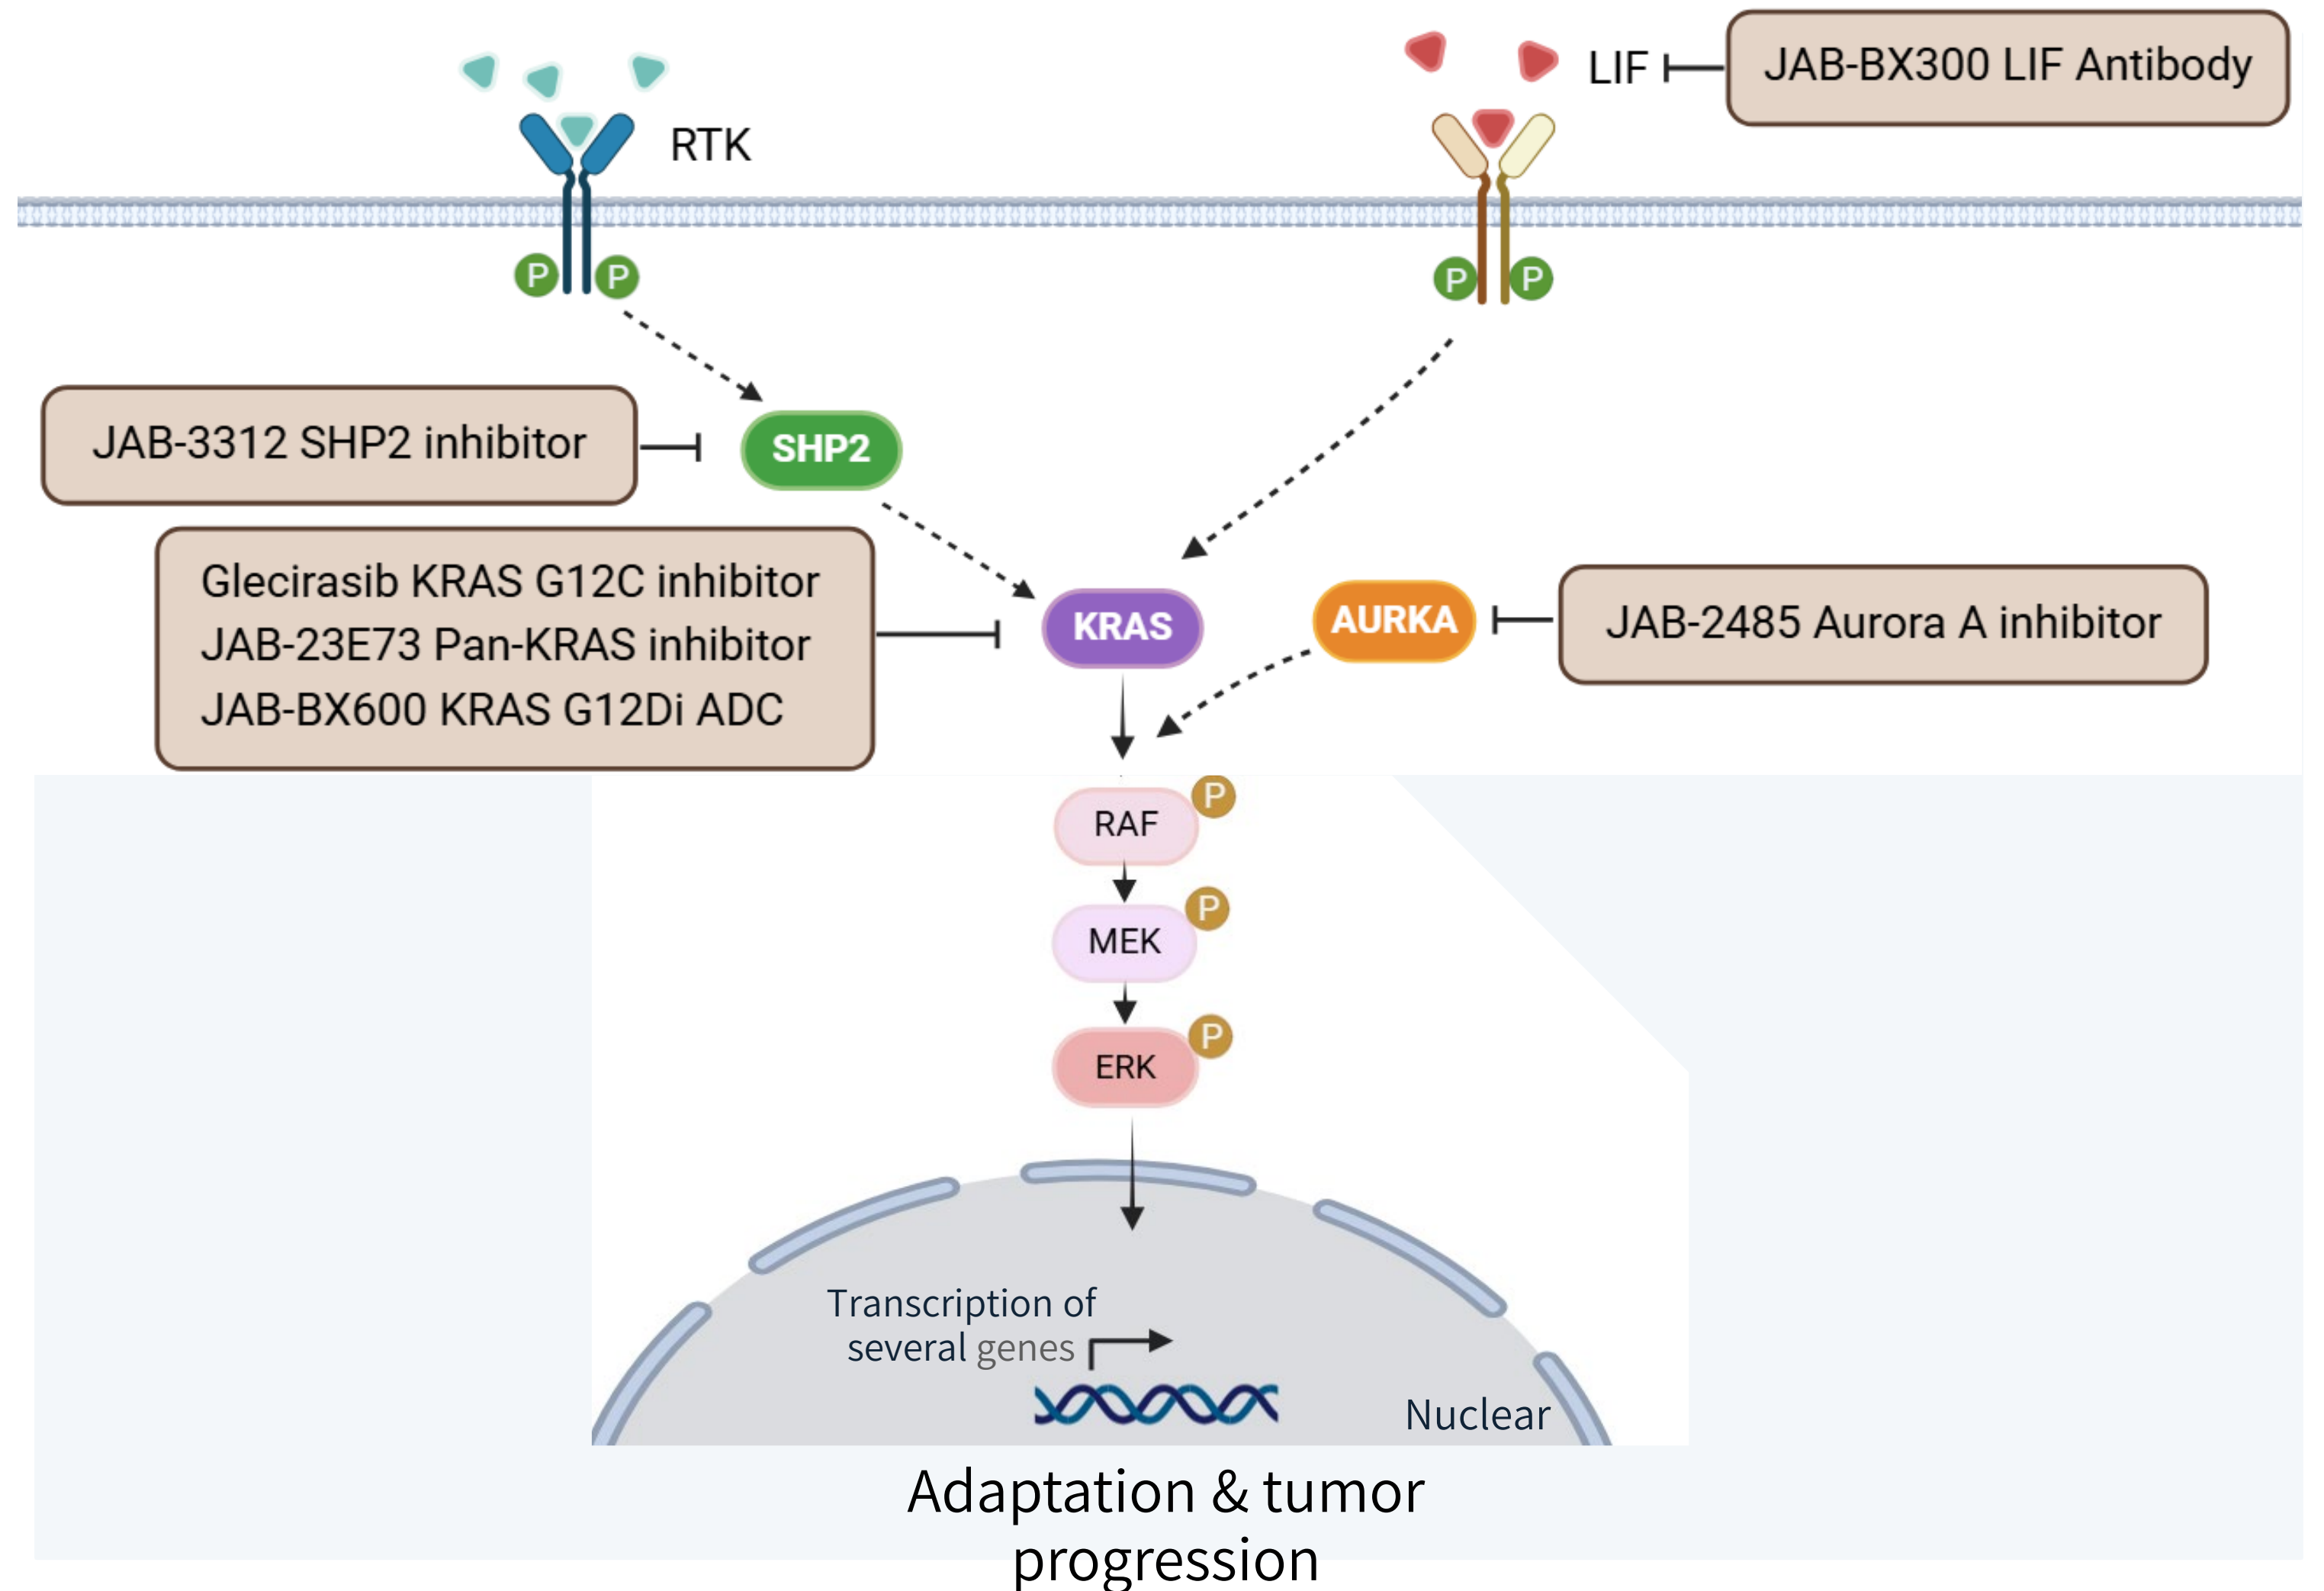 LIF
JAB-BX300 LIF Antibody
RTK
P
P
P
P
JAB-3312 SHP2 inhibitor
SHP2
Glecirasib KRAS G12C inhibitor
JAB-23E73 Pan-KRAS inhibitor
JAB-BX600 KRAS G12Di ADC
KRAS
AURKA
JAB-2485 Aurora A inhibitor
RAF
P
MEK
P
ERK
P
Transcription of
several genes
Nuclear
Adaptation & tumor
progression